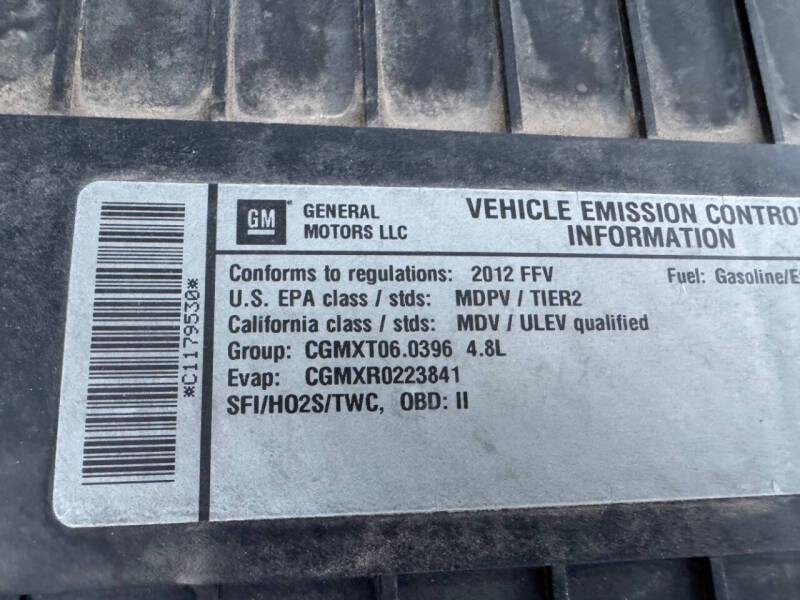 *C1179530*
GM
GENERAL
MOTORS LLC
VEHICLE EMISSION CONTROL
INFORMATION
Conforms to regulations: 2012 FFV
Fuel: Gasoline/E
U.S. EPA class / stds: MDPV / TIER2
California class / stds: MDV / ULEV qualified
Group: CGMXT06.0396 4.8L
Evap: CGMXR0223841
SFI/HO2S/TWC, OBD: II